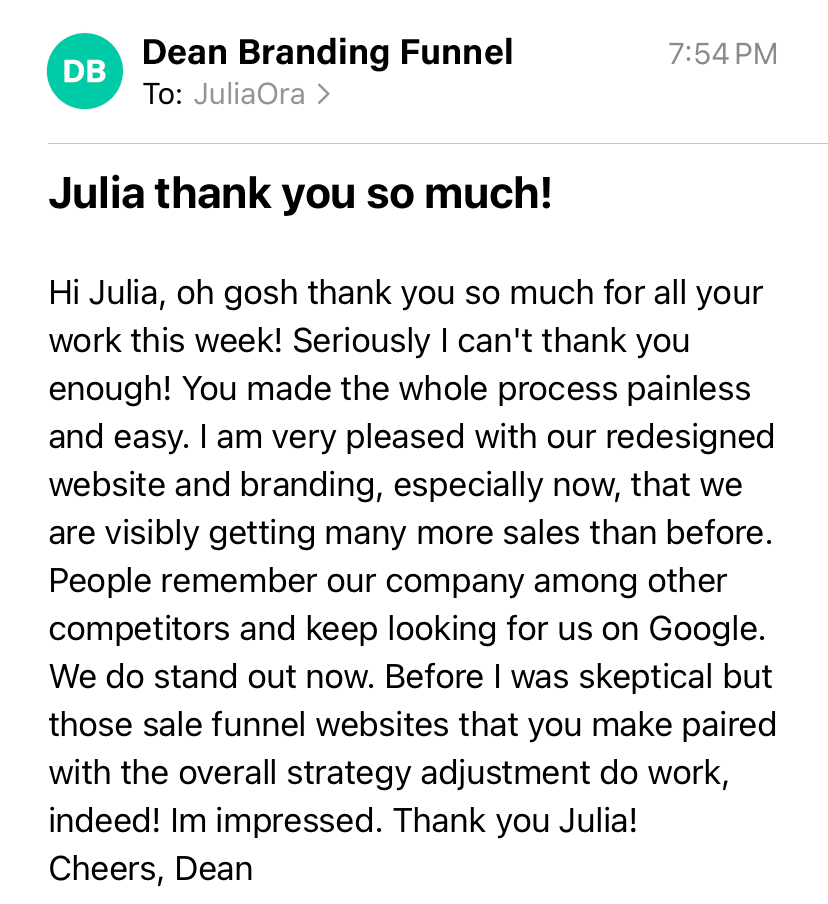 DB
Dean Branding Funnel
7:54 PM
To: JuliaOra >
Julia thank you so much!
Hi Julia, oh gosh thank you so much for all your
work this week! Seriously I can't thank you
enough! You made the whole process painless
and easy. I am very pleased with our redesigned
website and branding, especially now, that we
are visibly getting many more sales than before.
People remember our company among other
competitors and keep looking for us on Google.
We do stand out now. Before I was skeptical but
those sale funnel websites that you make paired
with the overall strategy adjustment do work,
indeed! Im impressed. Thank you Julia!
Cheers, Dean